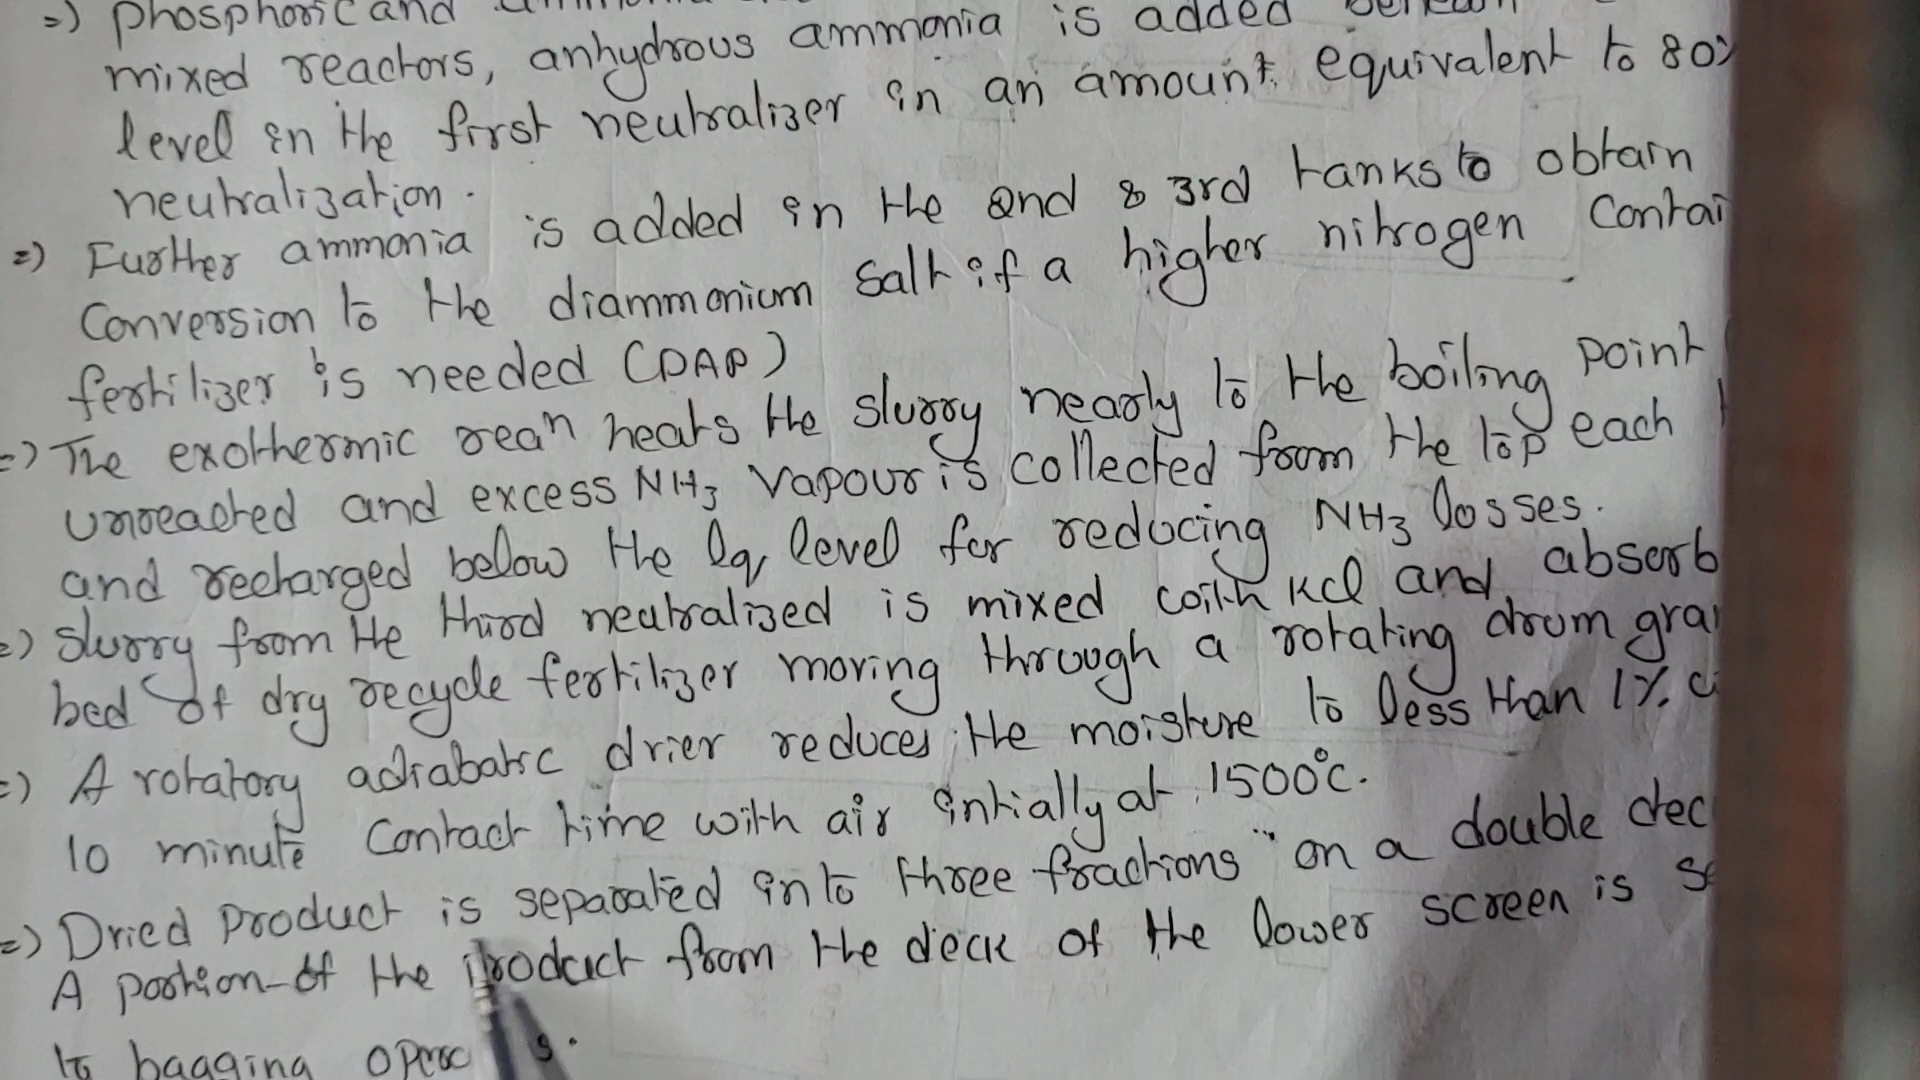 =) phosphoric and
mixed reactors, anhydrous ammonia is added
level in the first neutralizer in an amount equivalent to 80%
neutralization.
=) Further ammonia is added in the 2nd & 3rd tanks to obtain
Conversion to the diammonium Salt if a higher nitrogen Contai
fertilizer is needed (DAP)
=) The exothermic reaⁿ heats the slurry nearly to the boiling point
unreacted and excess NH3 vapour is collected from the top each
and recharged below the lq level for reducing NH3 losses.
=) Slurry from the third neutralized is mixed with KCl and absorb
bed of dry recycle fertilizer moving through a rotating drum gra
=) A rotatory adiabatic drier reduces the moisture to less than 1%
10 minute Contact time with air intially at 1500°C.
=) Dried Product is separated into three fractions on a double dec
A portion of the product from the deck of the lower screen is se
to bagging